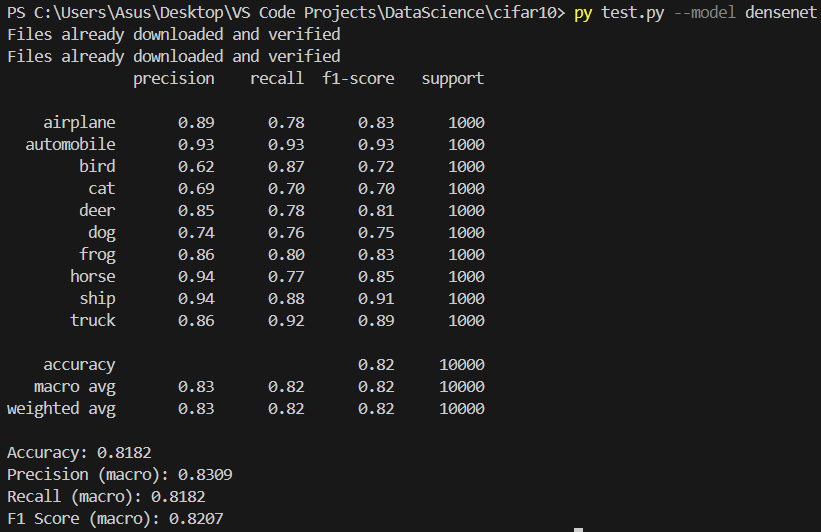 PS C:\Users\Asus\Desktop\VS Code Projects\DataScience\cifar10> py test.py --model densenet
Files already downloaded and verified
Files already downloaded and verified
precision recall f1-score support
airplane 0.89 0.78 0.83 1000
automobile 0.93 0.93 0.93 1000
bird 0.62 0.87 0.72 1000
cat 0.69 0.70 0.70 1000
deer 0.85 0.78 0.81 1000
dog 0.74 0.76 0.75 1000
frog 0.86 0.80 0.83 1000
horse 0.94 0.77 0.85 1000
ship 0.94 0.88 0.91 1000
truck 0.86 0.92 0.89 1000
accuracy 0.82 10000
macro avg 0.83 0.82 0.82 10000
weighted avg 0.83 0.82 0.82 10000
Accuracy: 0.8182
Precision (macro): 0.8309
Recall (macro): 0.8182
F1 Score (macro): 0.8207